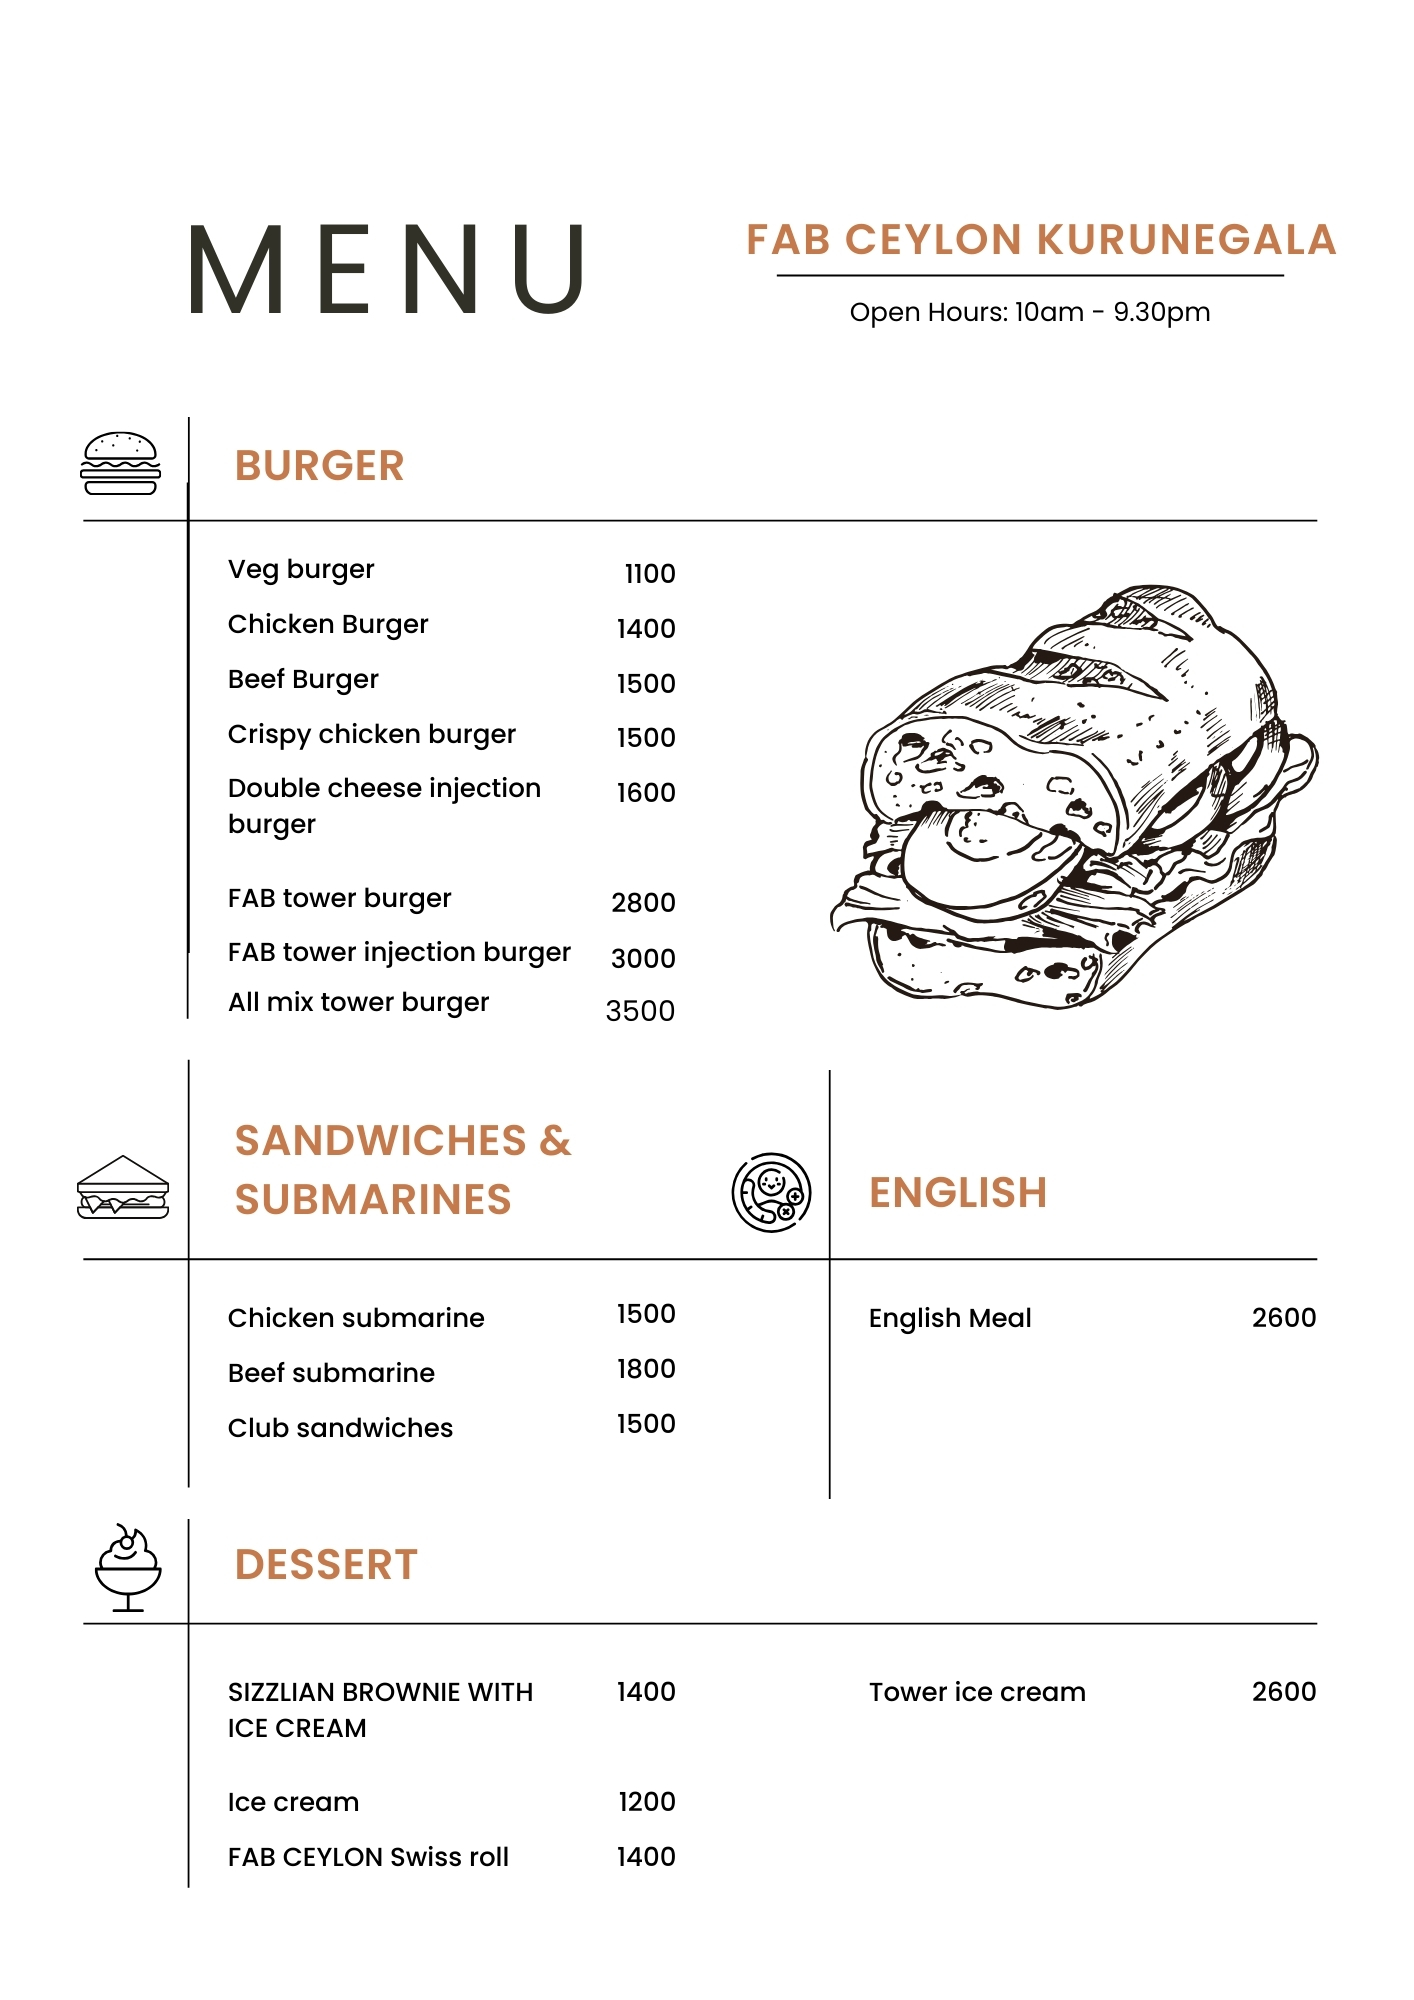 MENU
FAB CEYLON KURUNEGALA
Open Hours: 10am - 9.30pm
BURGER
Veg burger 1100
Chicken Burger 1400
Beef Burger 1500
Crispy chicken burger 1500
Double cheese injection 1600
burger
FAB tower burger 2800
FAB tower injection burger 3000
All mix tower burger 3500
SANDWICHES &
SUBMARINES
Chicken submarine 1500
Beef submarine 1800
Club sandwiches 1500
ENGLISH
English Meal 2600
DESSERT
SIZZLIAN BROWNIE WITH 1400
ICE CREAM
Ice cream 1200
FAB CEYLON Swiss roll 1400
Tower ice cream 2600